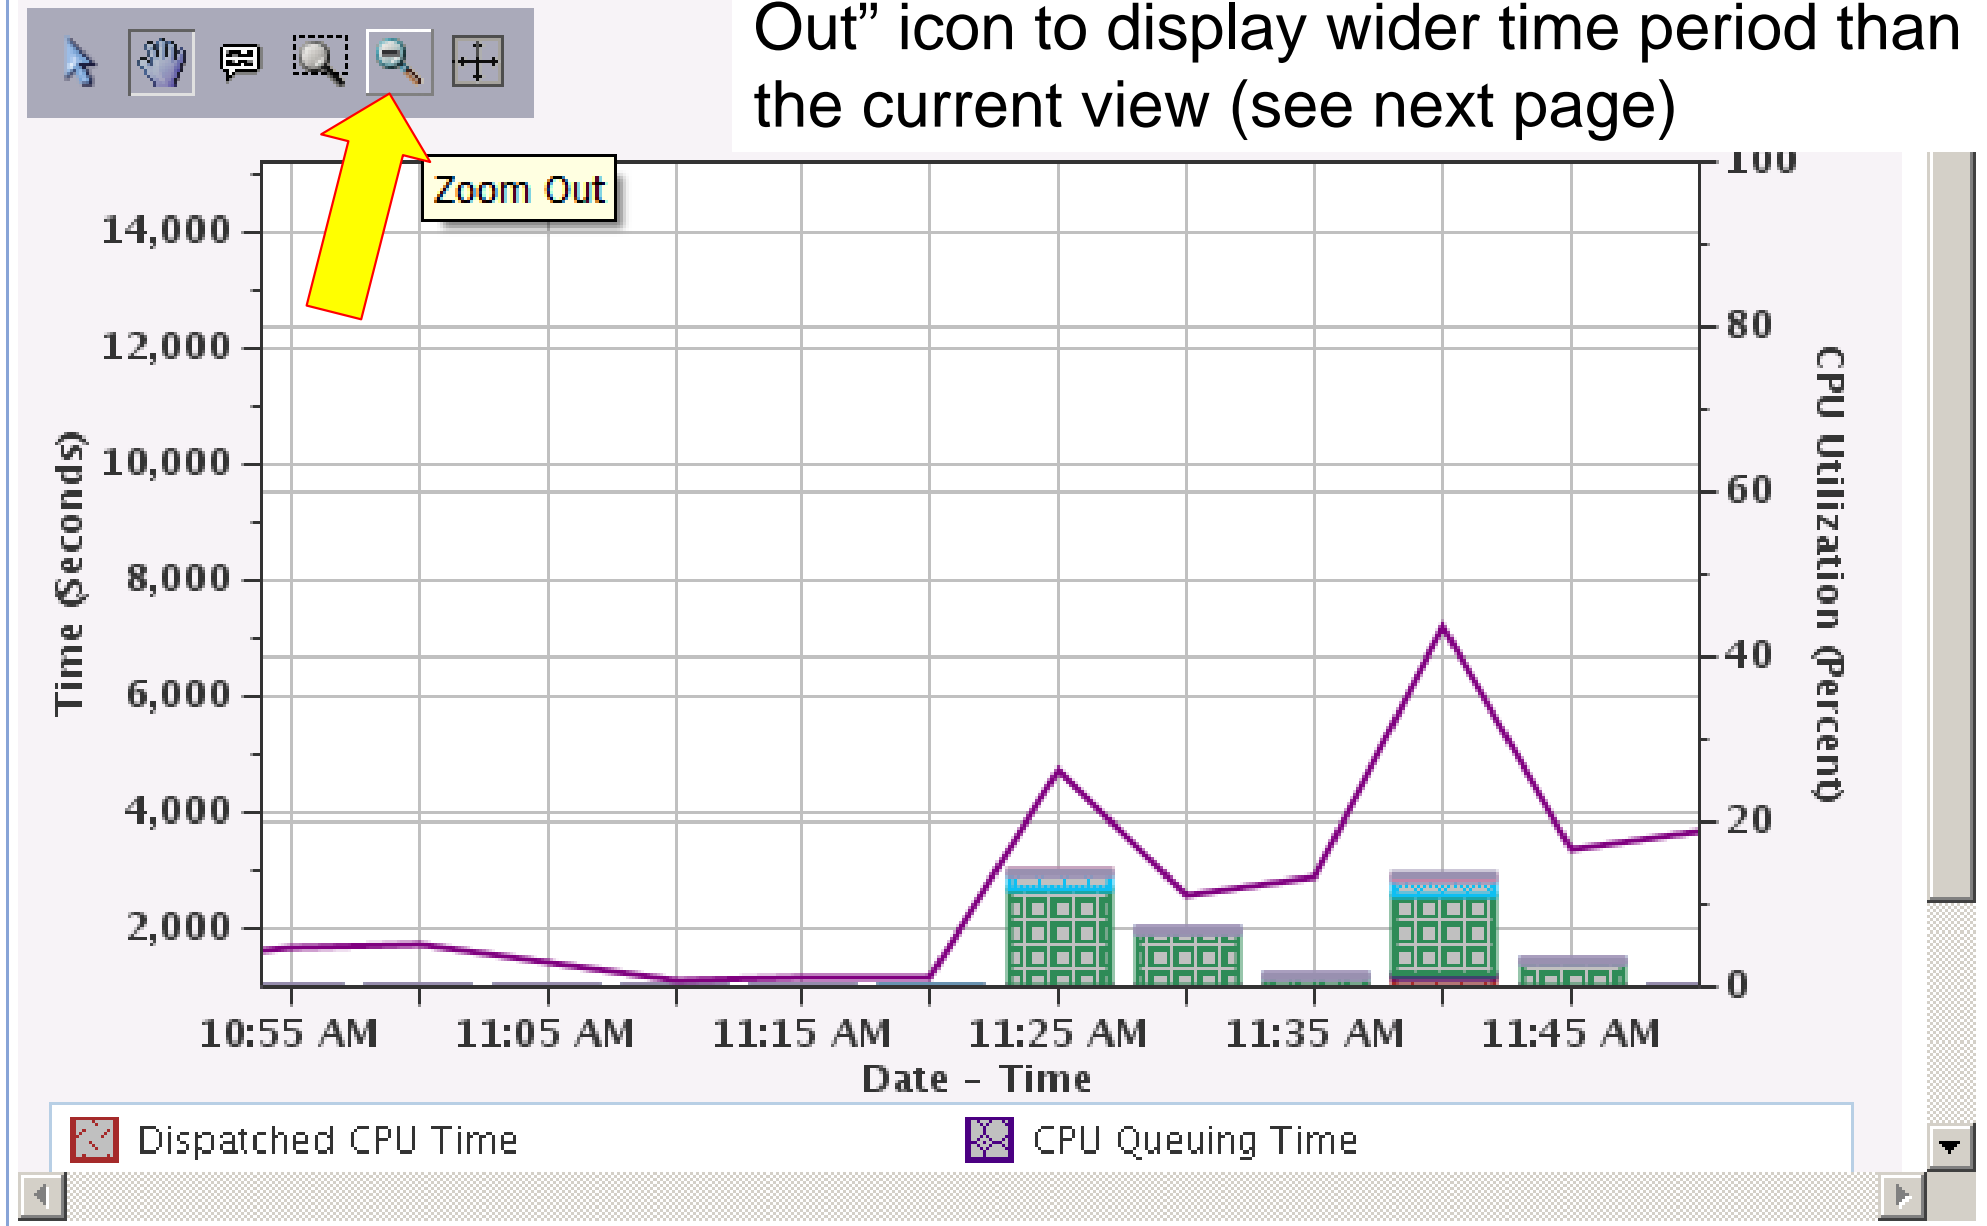 Out” icon to display wider time period than
the current view (see next page)
Zoom Out
100
14,000
80
12,000
10,000
60
8,000
40
6,000
4,000
20
2,000
0
Time (Seconds)
CPU Utilization (Percent)
10:55 AM 11:05 AM 11:15 AM 11:25 AM 11:35 AM 11:45 AM
Date - Time
Dispatched CPU Time CPU Queuing Time